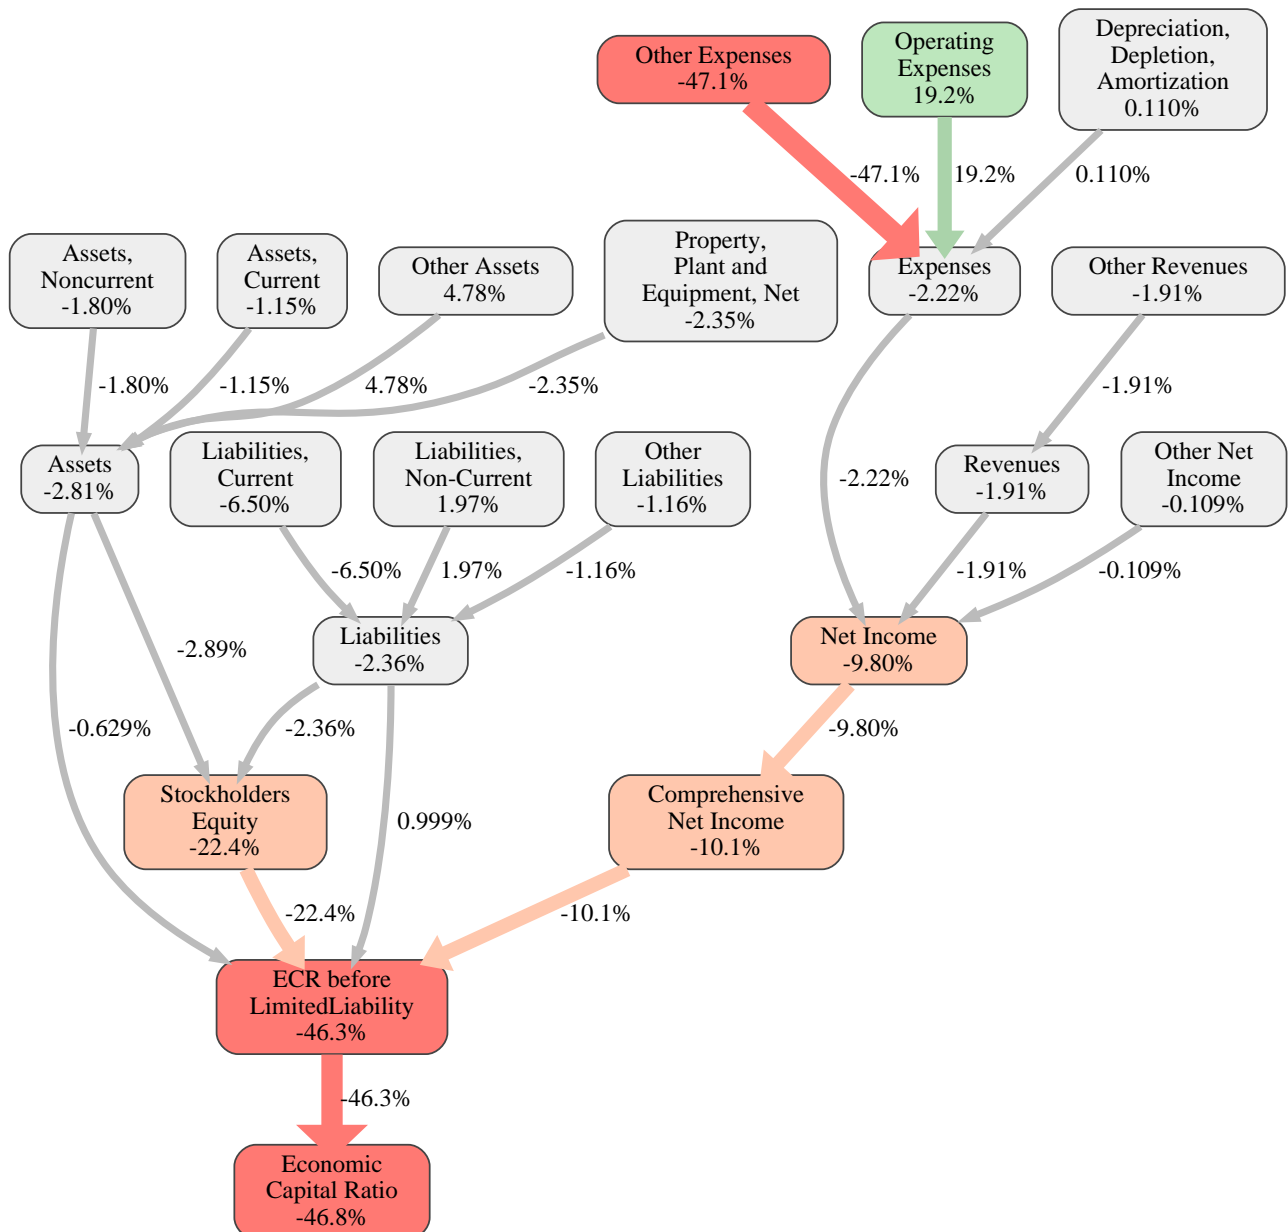 Other Expenses
-47.1%
Operating
Expenses
19.2%
Depreciation,
Depletion,
Amortization
0.110%
-47.1%
19.2%
0.110%
Assets,
Noncurrent
-1.80%
Assets,
Current
-1.15%
Other Assets
4.78%
Property,
Plant and
Equipment, Net
-2.35%
Expenses
-2.22%
Other Revenues
-1.91%
-1.80%
-1.15%
4.78%
-2.35%
-1.91%
Assets
-2.81%
Liabilities,
Current
-6.50%
Liabilities,
Non-Current
1.97%
Other
Liabilities
-1.16%
-2.22%
Revenues
-1.91%
Other Net
Income
-0.109%
-6.50%
1.97%
-1.16%
-1.91%
-0.109%
-2.89%
Liabilities
-2.36%
Net Income
-9.80%
-0.629%
-2.36%
-9.80%
Stockholders
Equity
-22.4%
0.999%
Comprehensive
Net Income
-10.1%
-22.4%
-10.1%
ECR before
LimitedLiability
-46.3%
-46.3%
Economic
Capital Ratio
-46.8%